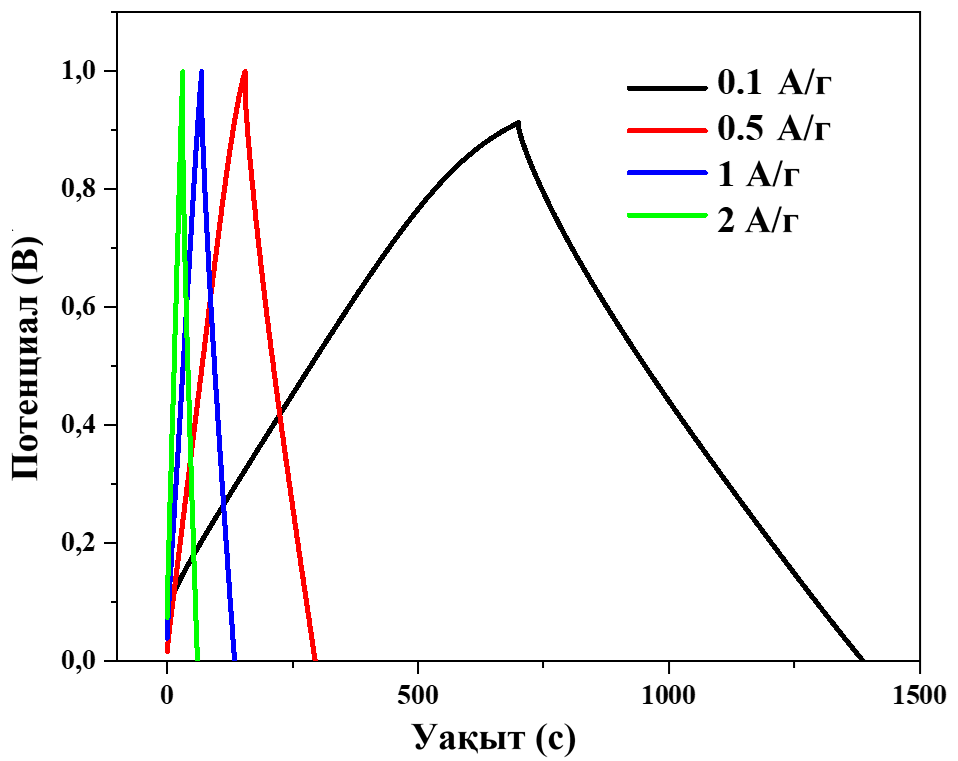 1,0
0,8
0,6
0,4
0,2
0,0
Потенциал (В)
0.1 А/г
0.5 А/г
1 А/г
2 А/г
0
500
1000
1500
Уақыт (с)